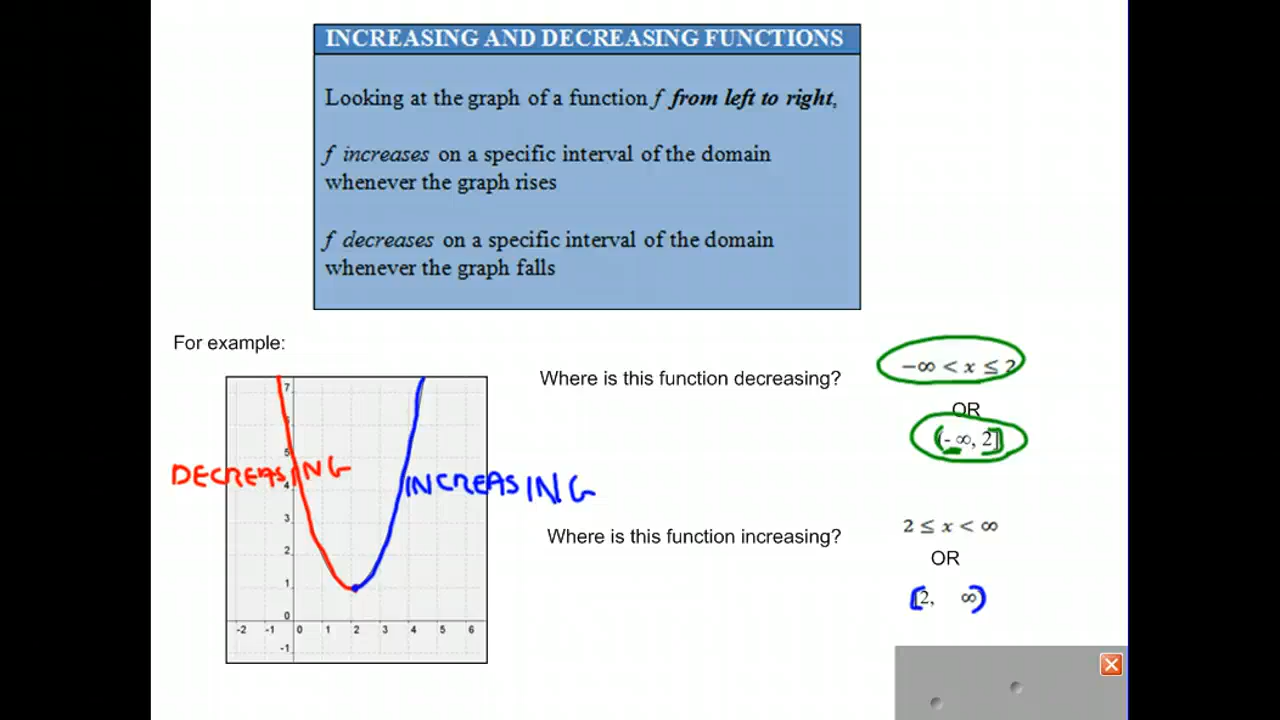 INCREASING AND DECREASING FUNCTIONS
Looking at the graph of a function f from left to right,
f increases on a specific interval of the domain
whenever the graph rises
f decreases on a specific interval of the domain
whenever the graph falls
For example:
Where is this function decreasing?
−∞ < x ≤ 2
OR
(-∞, 2]
7
5
4
3
2
1
0
-1
-2 -1 0 1 2 3 4 5 6
DECREASING
INCREASING
Where is this function increasing?
2 ≤ x < ∞
OR
[2, ∞)